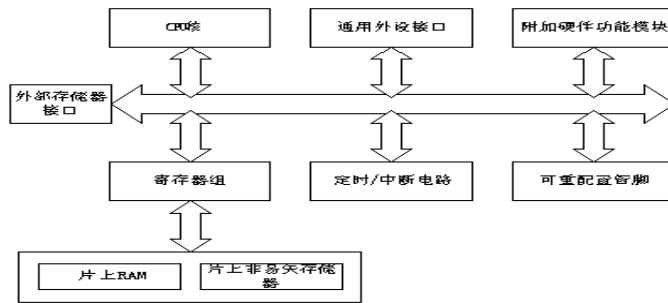 CPU核
通用外设接口
附加硬件功能模块
外部存储器
接口
寄存器组
定时/中断电路
可重配置管脚
片上RAM
片上非易失存储
器